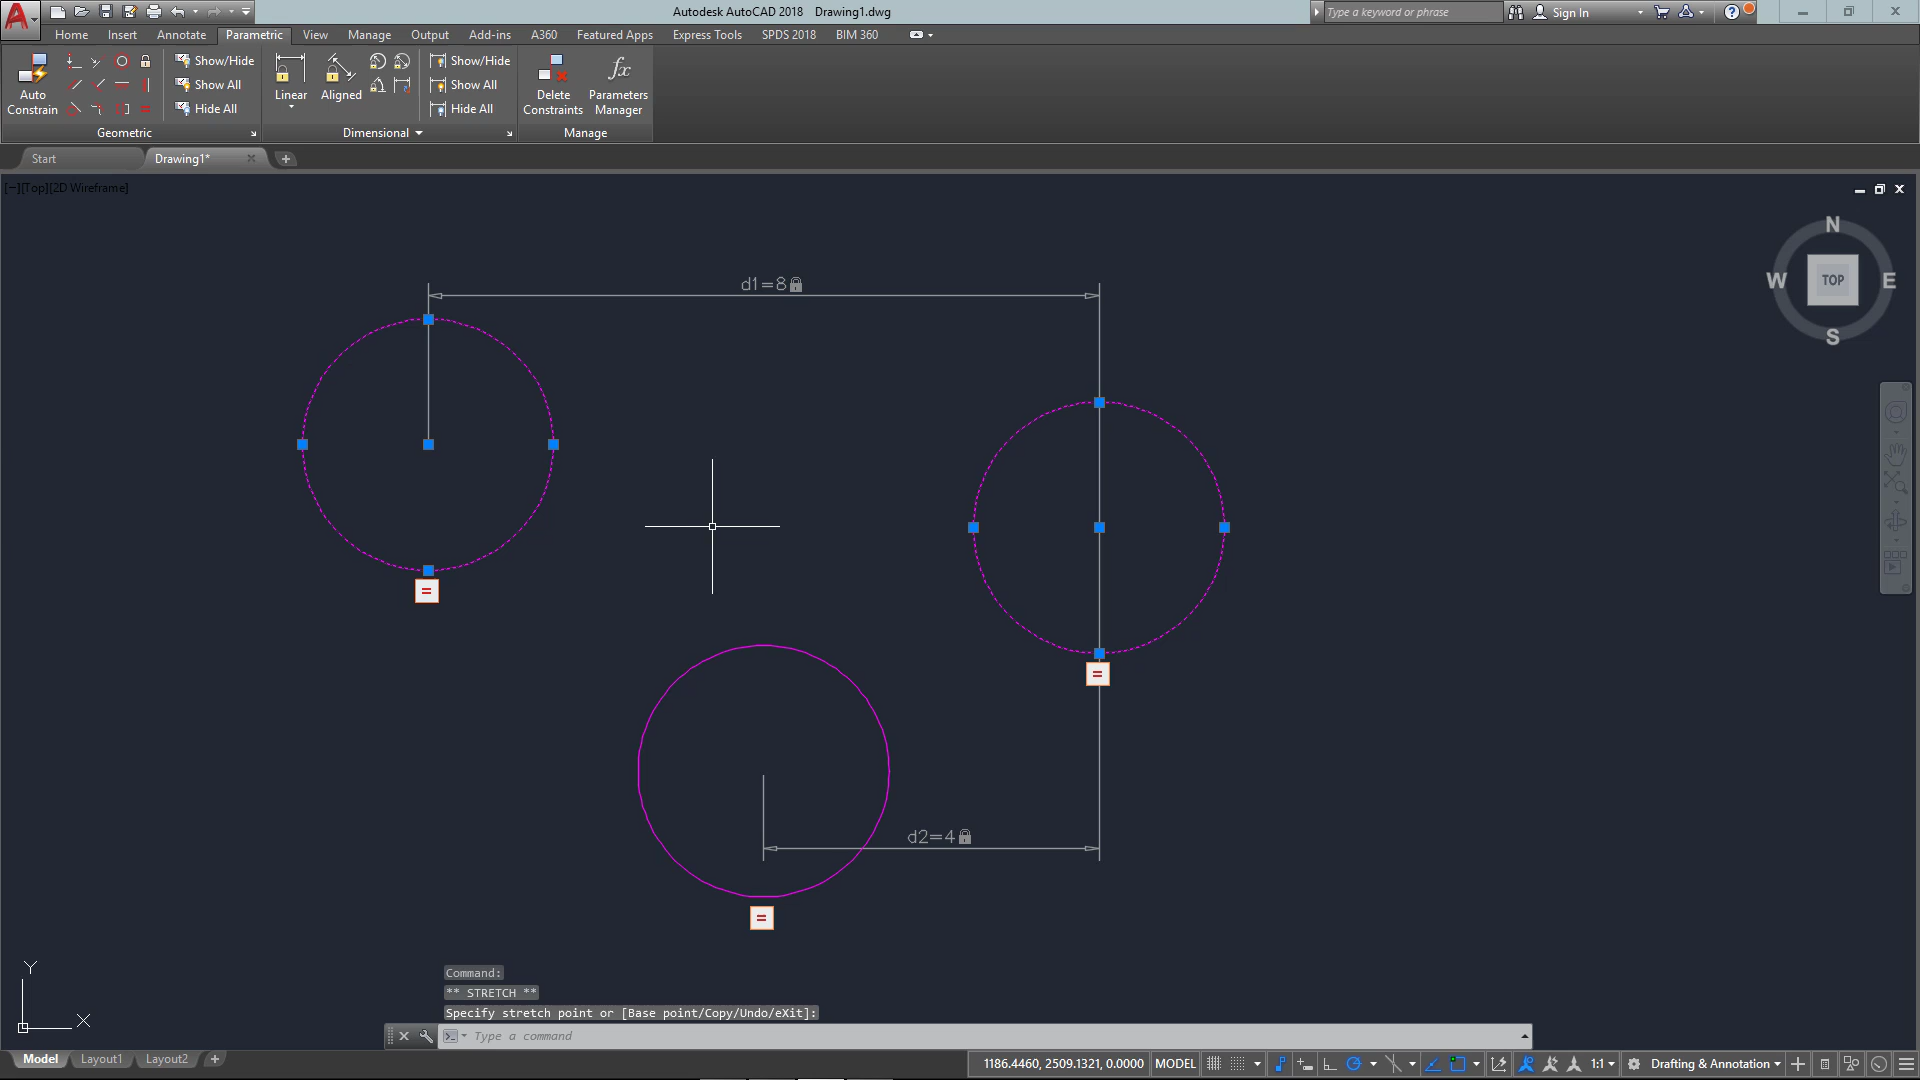 Autodesk AutoCAD 2018 Drawing1.dwg
Type a keyword or phrase
Sign In
Home Insert Annotate Parametric View Manage Output Add-ins A360 Featured Apps Express Tools SPDS 2018 BIM 360
Auto
Constrain
Show/Hide
Show All
Hide All
Linear
Aligned
Show/Hide
Show All
Hide All
Delete
Constraints
fx
Parameters
Manager
Geometric
Dimensional
Manage
Start
Drawing1*
[−][Top][2D Wireframe]
N
W
TOP
E
S
d1=8
=
=
d2=4
=
Y
X
Command:
** STRETCH **
Specify stretch point or [Base point/Copy/Undo/eXit]:
Type a command
Model Layout1 Layout2
1186.4460, 2509.1321, 0.0000 MODEL 1:1 Drafting & Annotation